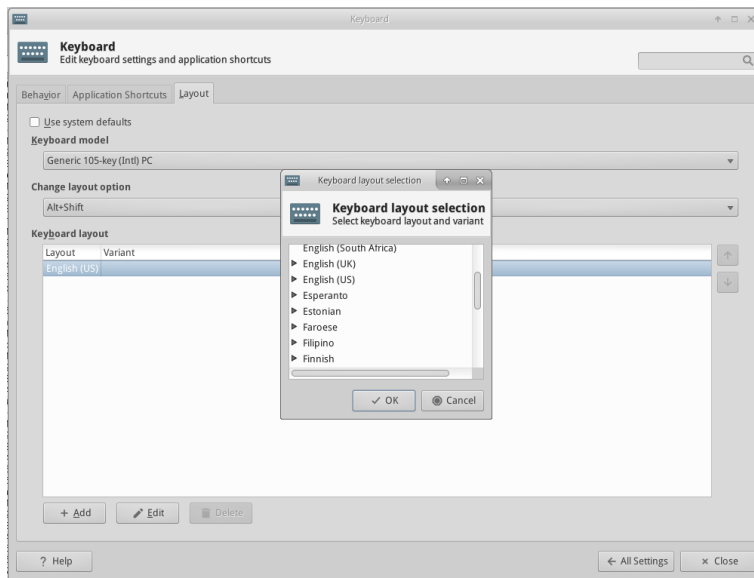 Keyboard
Keyboard
Edit keyboard settings and application shortcuts
Behavior Application Shortcuts Layout
Use system defaults
Keyboard model
Generic 105-key (Intl) PC
Change layout option
Alt+Shift
Keyboard layout
Layout Variant
English (US)
Keyboard layout selection
Keyboard layout selection
Select keyboard layout and variant
English (South Africa)
English (UK)
English (US)
Esperanto
Estonian
Faroese
Filipino
Finnish
OK Cancel
+ Add Edit Delete
? Help All Settings Close